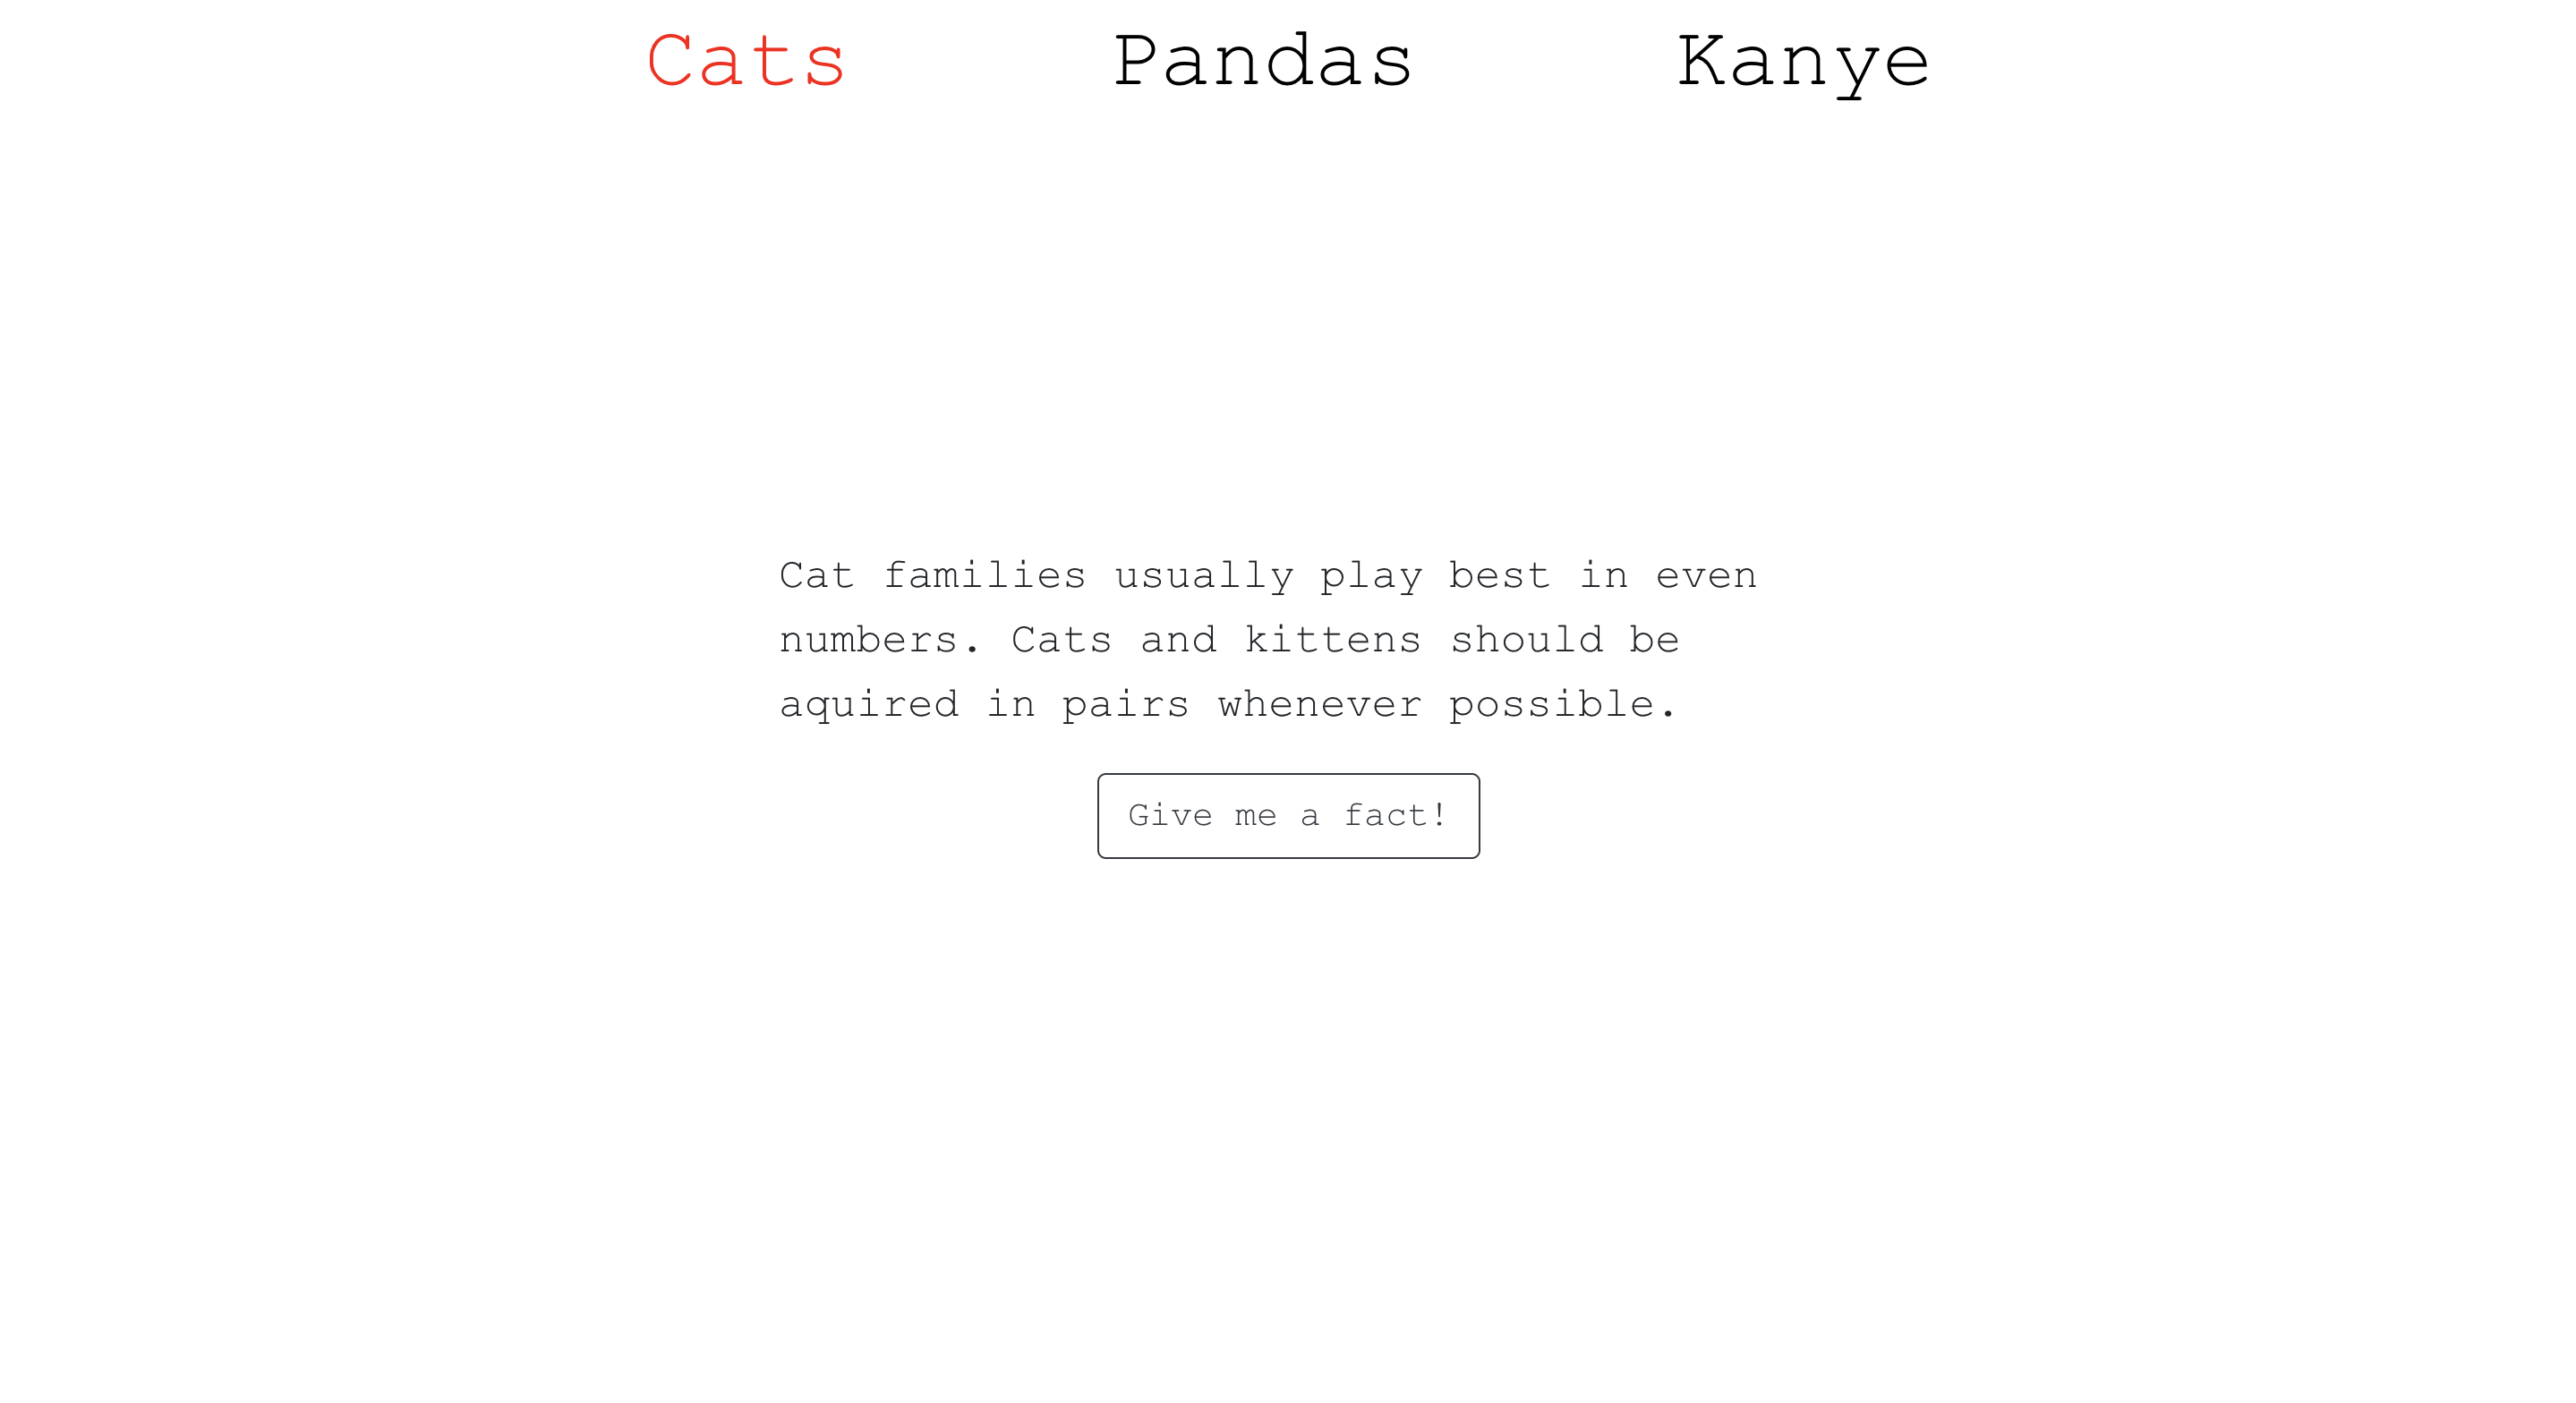 Cats Pandas Kanye
Cat families usually play best in even
numbers. Cats and kittens should be
aquired in pairs whenever possible.
Give me a fact!